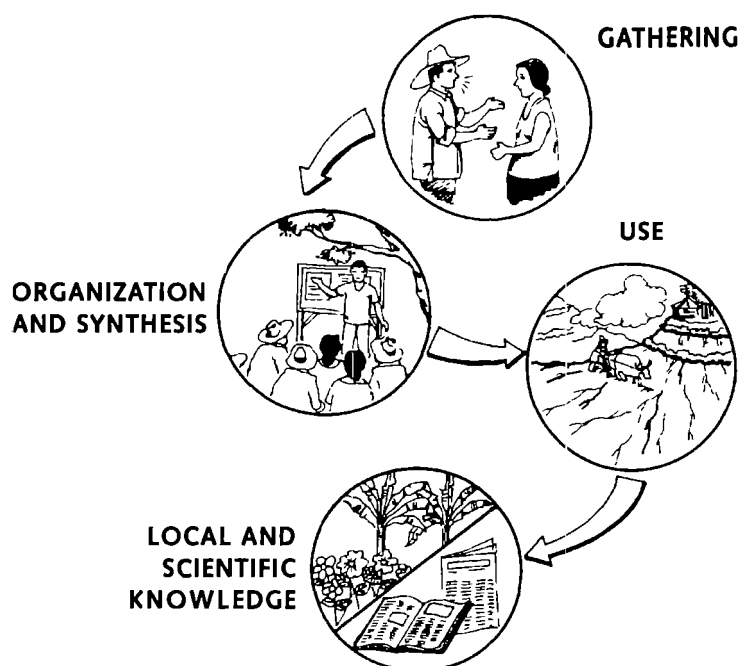 GATHERING
USE
ORGANIZATION
AND SYNTHESIS
LOCAL AND
SCIENTIFIC
KNOWLEDGE